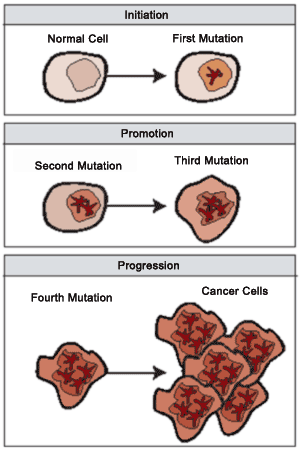 Initiation
Normal Cell
First Mutation
Promotion
Second Mutation
Third Mutation
Progression
Fourth Mutation
Cancer Cells